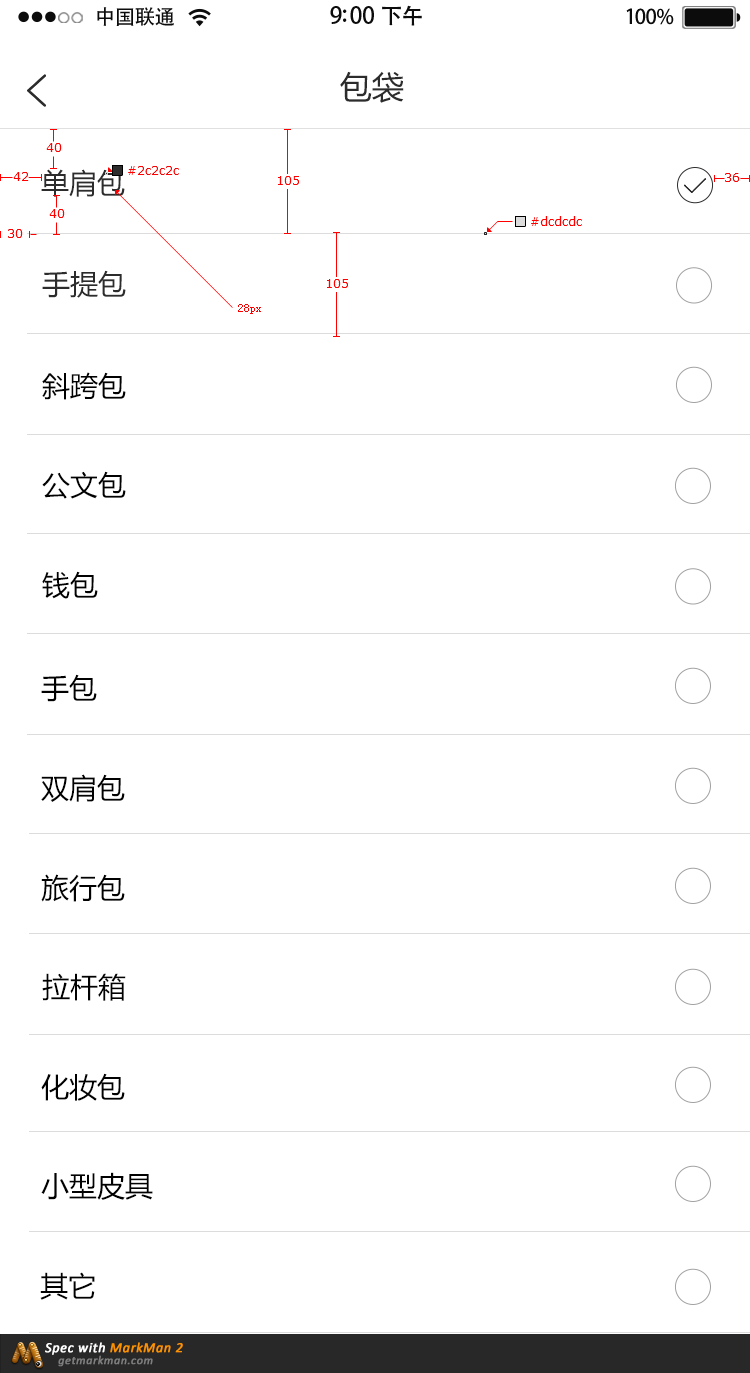 中国联通 9:00 下午 100%
包袋
40
#2c2c2c
42 单肩包 105 36
40
30 #dcdcdc
手提包 105
28px
斜跨包
公文包
钱包
手包
双肩包
旅行包
拉杆箱
化妆包
小型皮具
其它
Spec with MarkMan 2
getmarkman.com